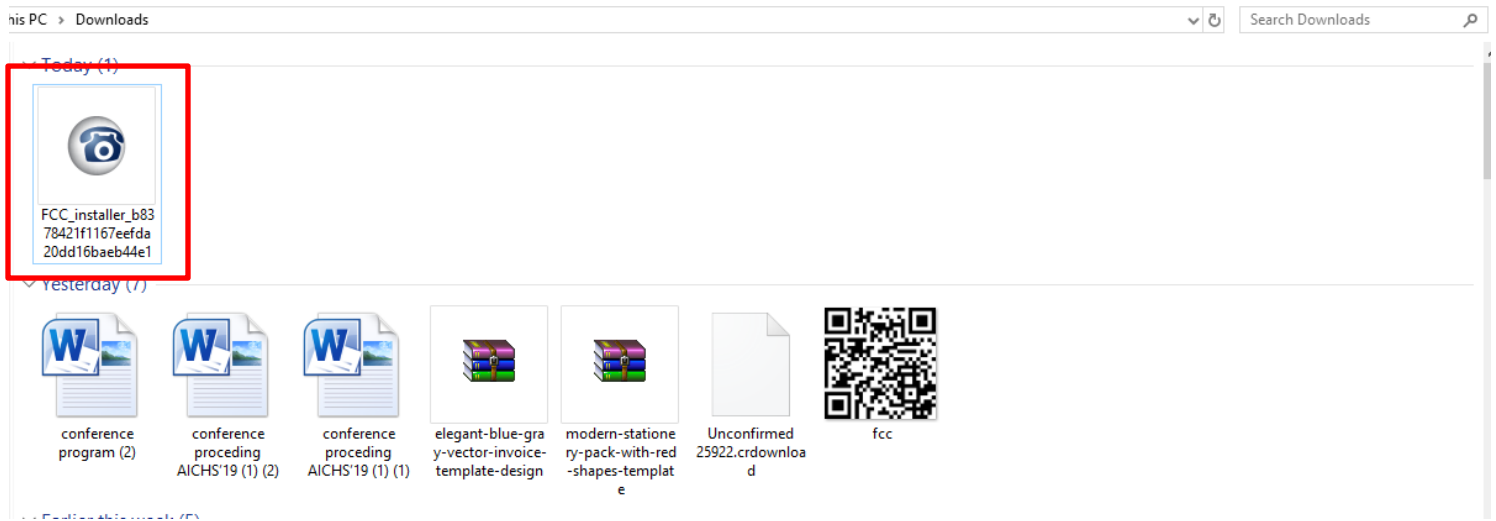 his PC > Downloads
Search Downloads
Today (1)
FCC_installer_b83
78421f1167eefda
20dd16baeb44e1
Yesterday (7)
conference
program (2)
conference
proceding
AICHS'19 (1) (2)
conference
proceding
AICHS'19 (1) (1)
elegant-blue-gra
y-vector-invoice-
template-design
modern-statione
ry-pack-with-red
-shapes-templat
e
Unconfirmed
25922.crdownloa
d
fcc
Earlier this week (5)